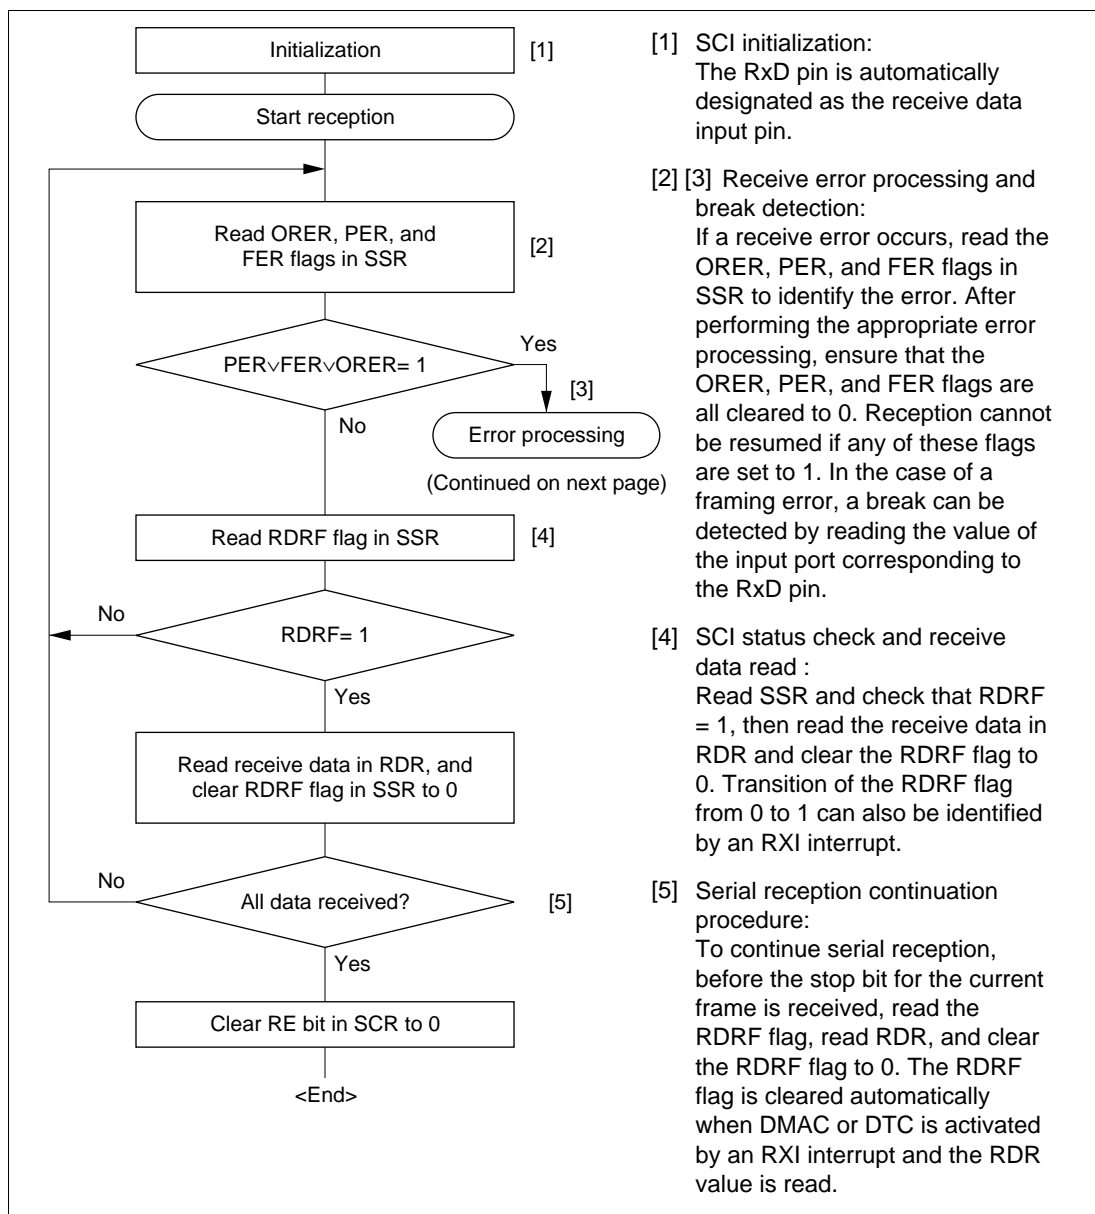 Initialization
[1]
Start reception
Read ORER, PER, and
FER flags in SSR
[2]
PER∨FER∨ORER= 1
Yes
[3]
No
Error processing
(Continued on next page)
Read RDRF flag in SSR
[4]
No
RDRF= 1
Yes
Read receive data in RDR, and
clear RDRF flag in SSR to 0
No
All data received?
[5]
Yes
Clear RE bit in SCR to 0
<End>
[1] SCI initialization:
The RxD pin is automatically
designated as the receive data
input pin.
[2] [3] Receive error processing and
break detection:
If a receive error occurs, read the
ORER, PER, and FER flags in
SSR to identify the error. After
performing the appropriate error
processing, ensure that the
ORER, PER, and FER flags are
all cleared to 0. Reception cannot
be resumed if any of these flags
are set to 1. In the case of a
framing error, a break can be
detected by reading the value of
the input port corresponding to
the RxD pin.
[4] SCI status check and receive
data read :
Read SSR and check that RDRF
= 1, then read the receive data in
RDR and clear the RDRF flag to
0. Transition of the RDRF flag
from 0 to 1 can also be identified
by an RXI interrupt.
[5] Serial reception continuation
procedure:
To continue serial reception,
before the stop bit for the current
frame is received, read the
RDRF flag, read RDR, and clear
the RDRF flag to 0. The RDRF
flag is cleared automatically
when DMAC or DTC is activated
by an RXI interrupt and the RDR
value is read.